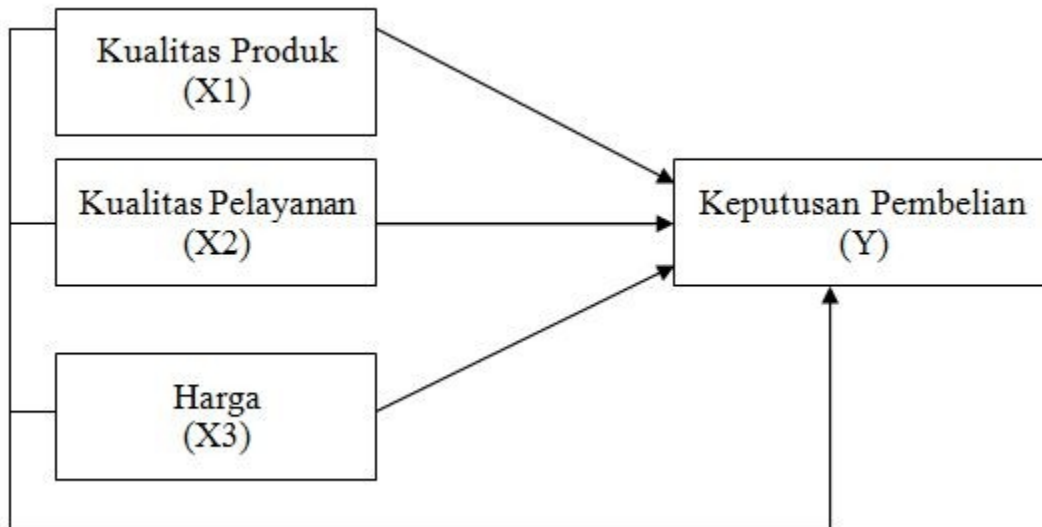 Kualitas Produk
(X1)
Kualitas Pelayanan
(X2)
Keputusan Pembelian
(Y)
Harga
(X3)